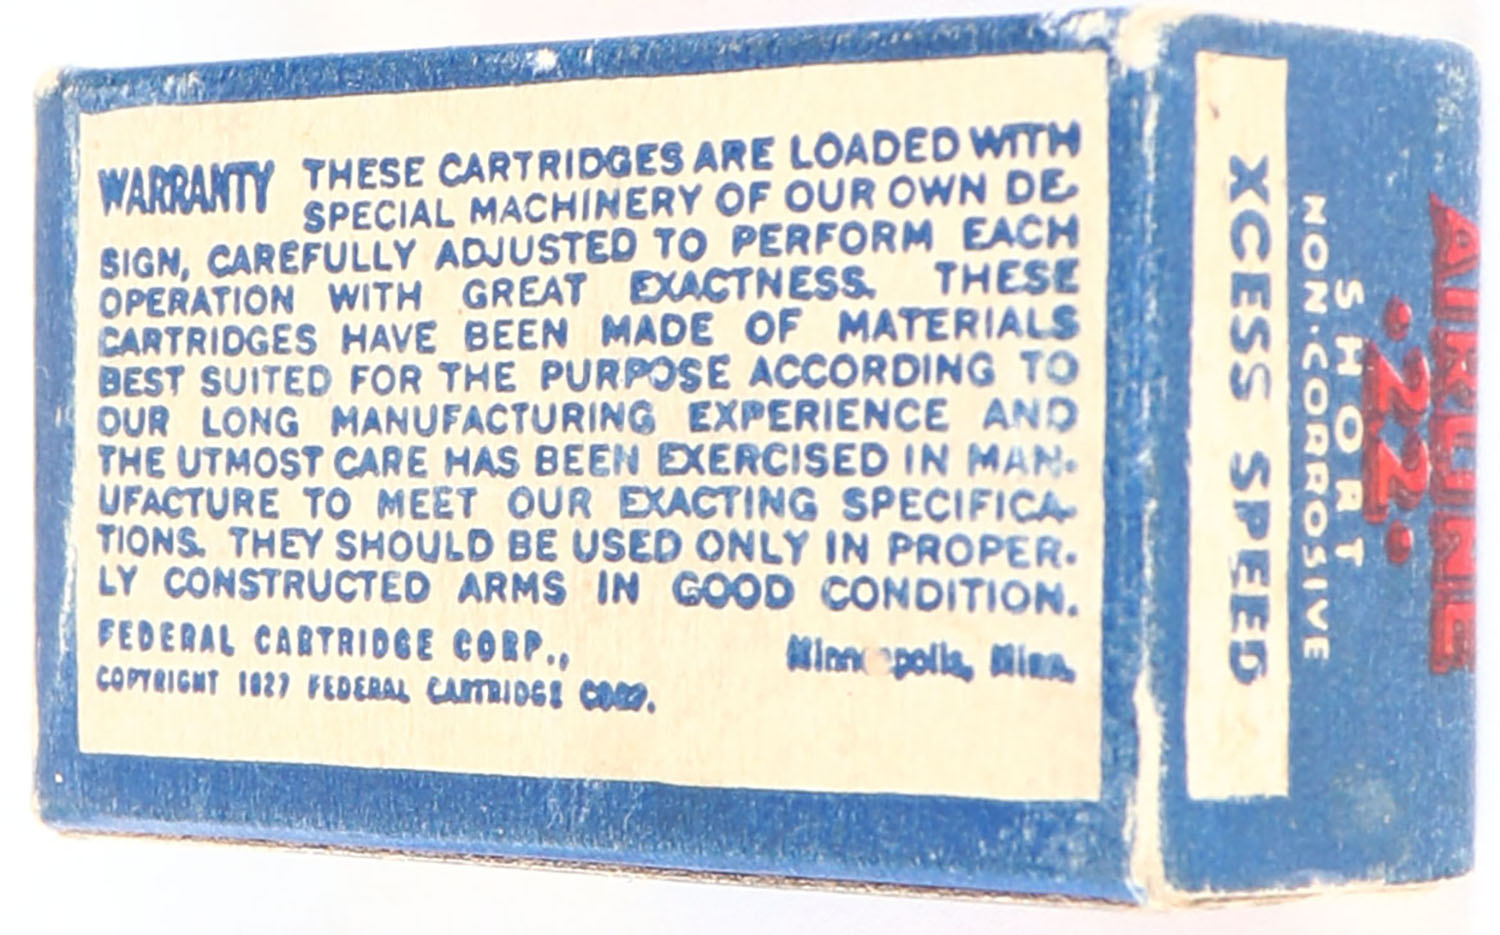 WARRANTY THESE CARTRIDGES ARE LOADED WITH
SPECIAL MACHINERY OF OUR OWN DE-
SIGN, CAREFULLY ADJUSTED TO PERFORM EACH
OPERATION WITH GREAT EXACTNESS. THESE
CARTRIDGES HAVE BEEN MADE OF MATERIALS
BEST SUITED FOR THE PURPOSE ACCORDING TO
OUR LONG MANUFACTURING EXPERIENCE AND
THE UTMOST CARE HAS BEEN EXERCISED IN MAN-
UFACTURE TO MEET OUR EXACTING SPECIFICA-
TIONS. THEY SHOULD BE USED ONLY IN PROPER-
LY CONSTRUCTED ARMS IN GOOD CONDITION.
FEDERAL CARTRIDGE CORP., Minneapolis, Minn.
COPYRIGHT 1927 FEDERAL CARTRIDGE CORP.
AIRLINE
.22.
SHORT
NON-CORROSIVE
XCESS SPEED